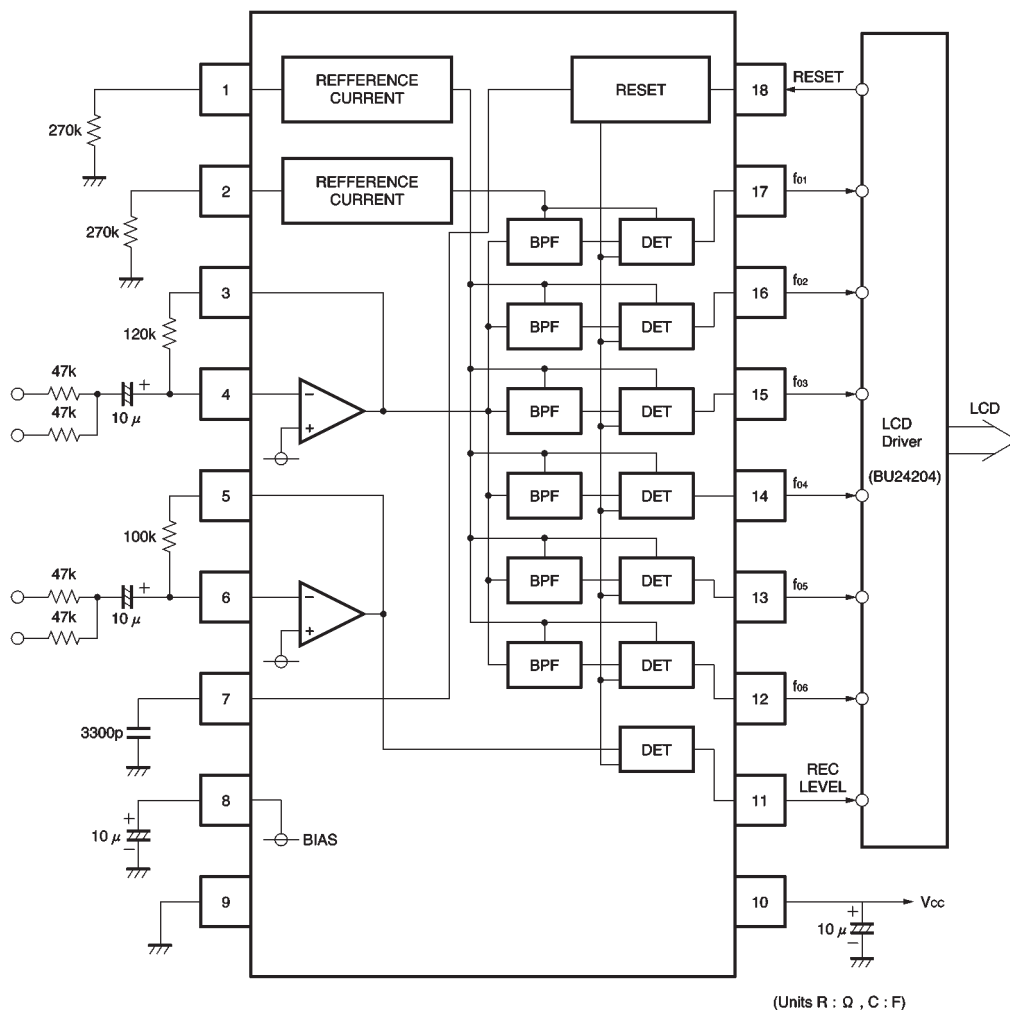 1
REFFERENCE
CURRENT
RESET
18
RESET
270k
2
REFFERENCE
CURRENT
17
f01
270k
BPF
DET
3
16
f02
120k
BPF
DET
47k
+
10 μ
47k
4
−
+
BPF
DET
15
f03
LCD
Driver
(BU24204)
LCD
5
BPF
DET
14
f04
100k
47k
+
10 μ
47k
6
−
+
BPF
DET
13
f05
BPF
DET
7
12
f06
3300p
DET
REC
LEVEL
8
11
+
10 μ
−
BIAS
9
10
Vcc
+
10 μ
−
(Units R : Ω , C : F)